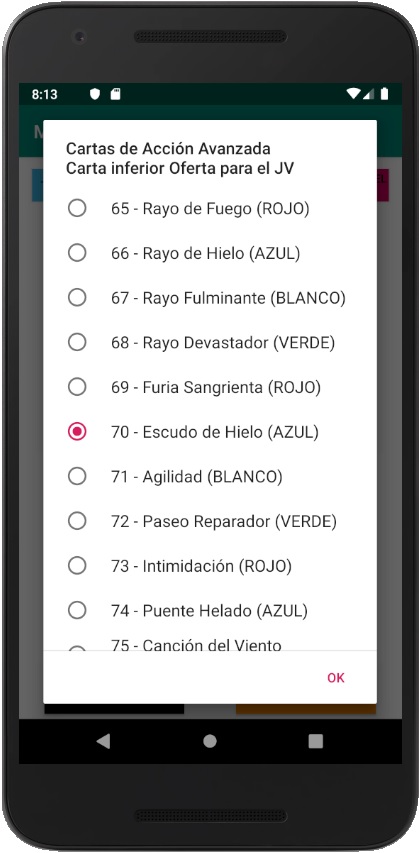 8:13
M
Cartas de Acción Avanzada
Carta inferior Oferta para el JV
65 - Rayo de Fuego (ROJO)
66 - Rayo de Hielo (AZUL)
67 - Rayo Fulminante (BLANCO)
68 - Rayo Devastador (VERDE)
69 - Furia Sangrienta (ROJO)
70 - Escudo de Hielo (AZUL)
71 - Agilidad (BLANCO)
72 - Paseo Reparador (VERDE)
73 - Intimidación (ROJO)
74 - Puente Helado (AZUL)
75 - Canción del Viento
OK